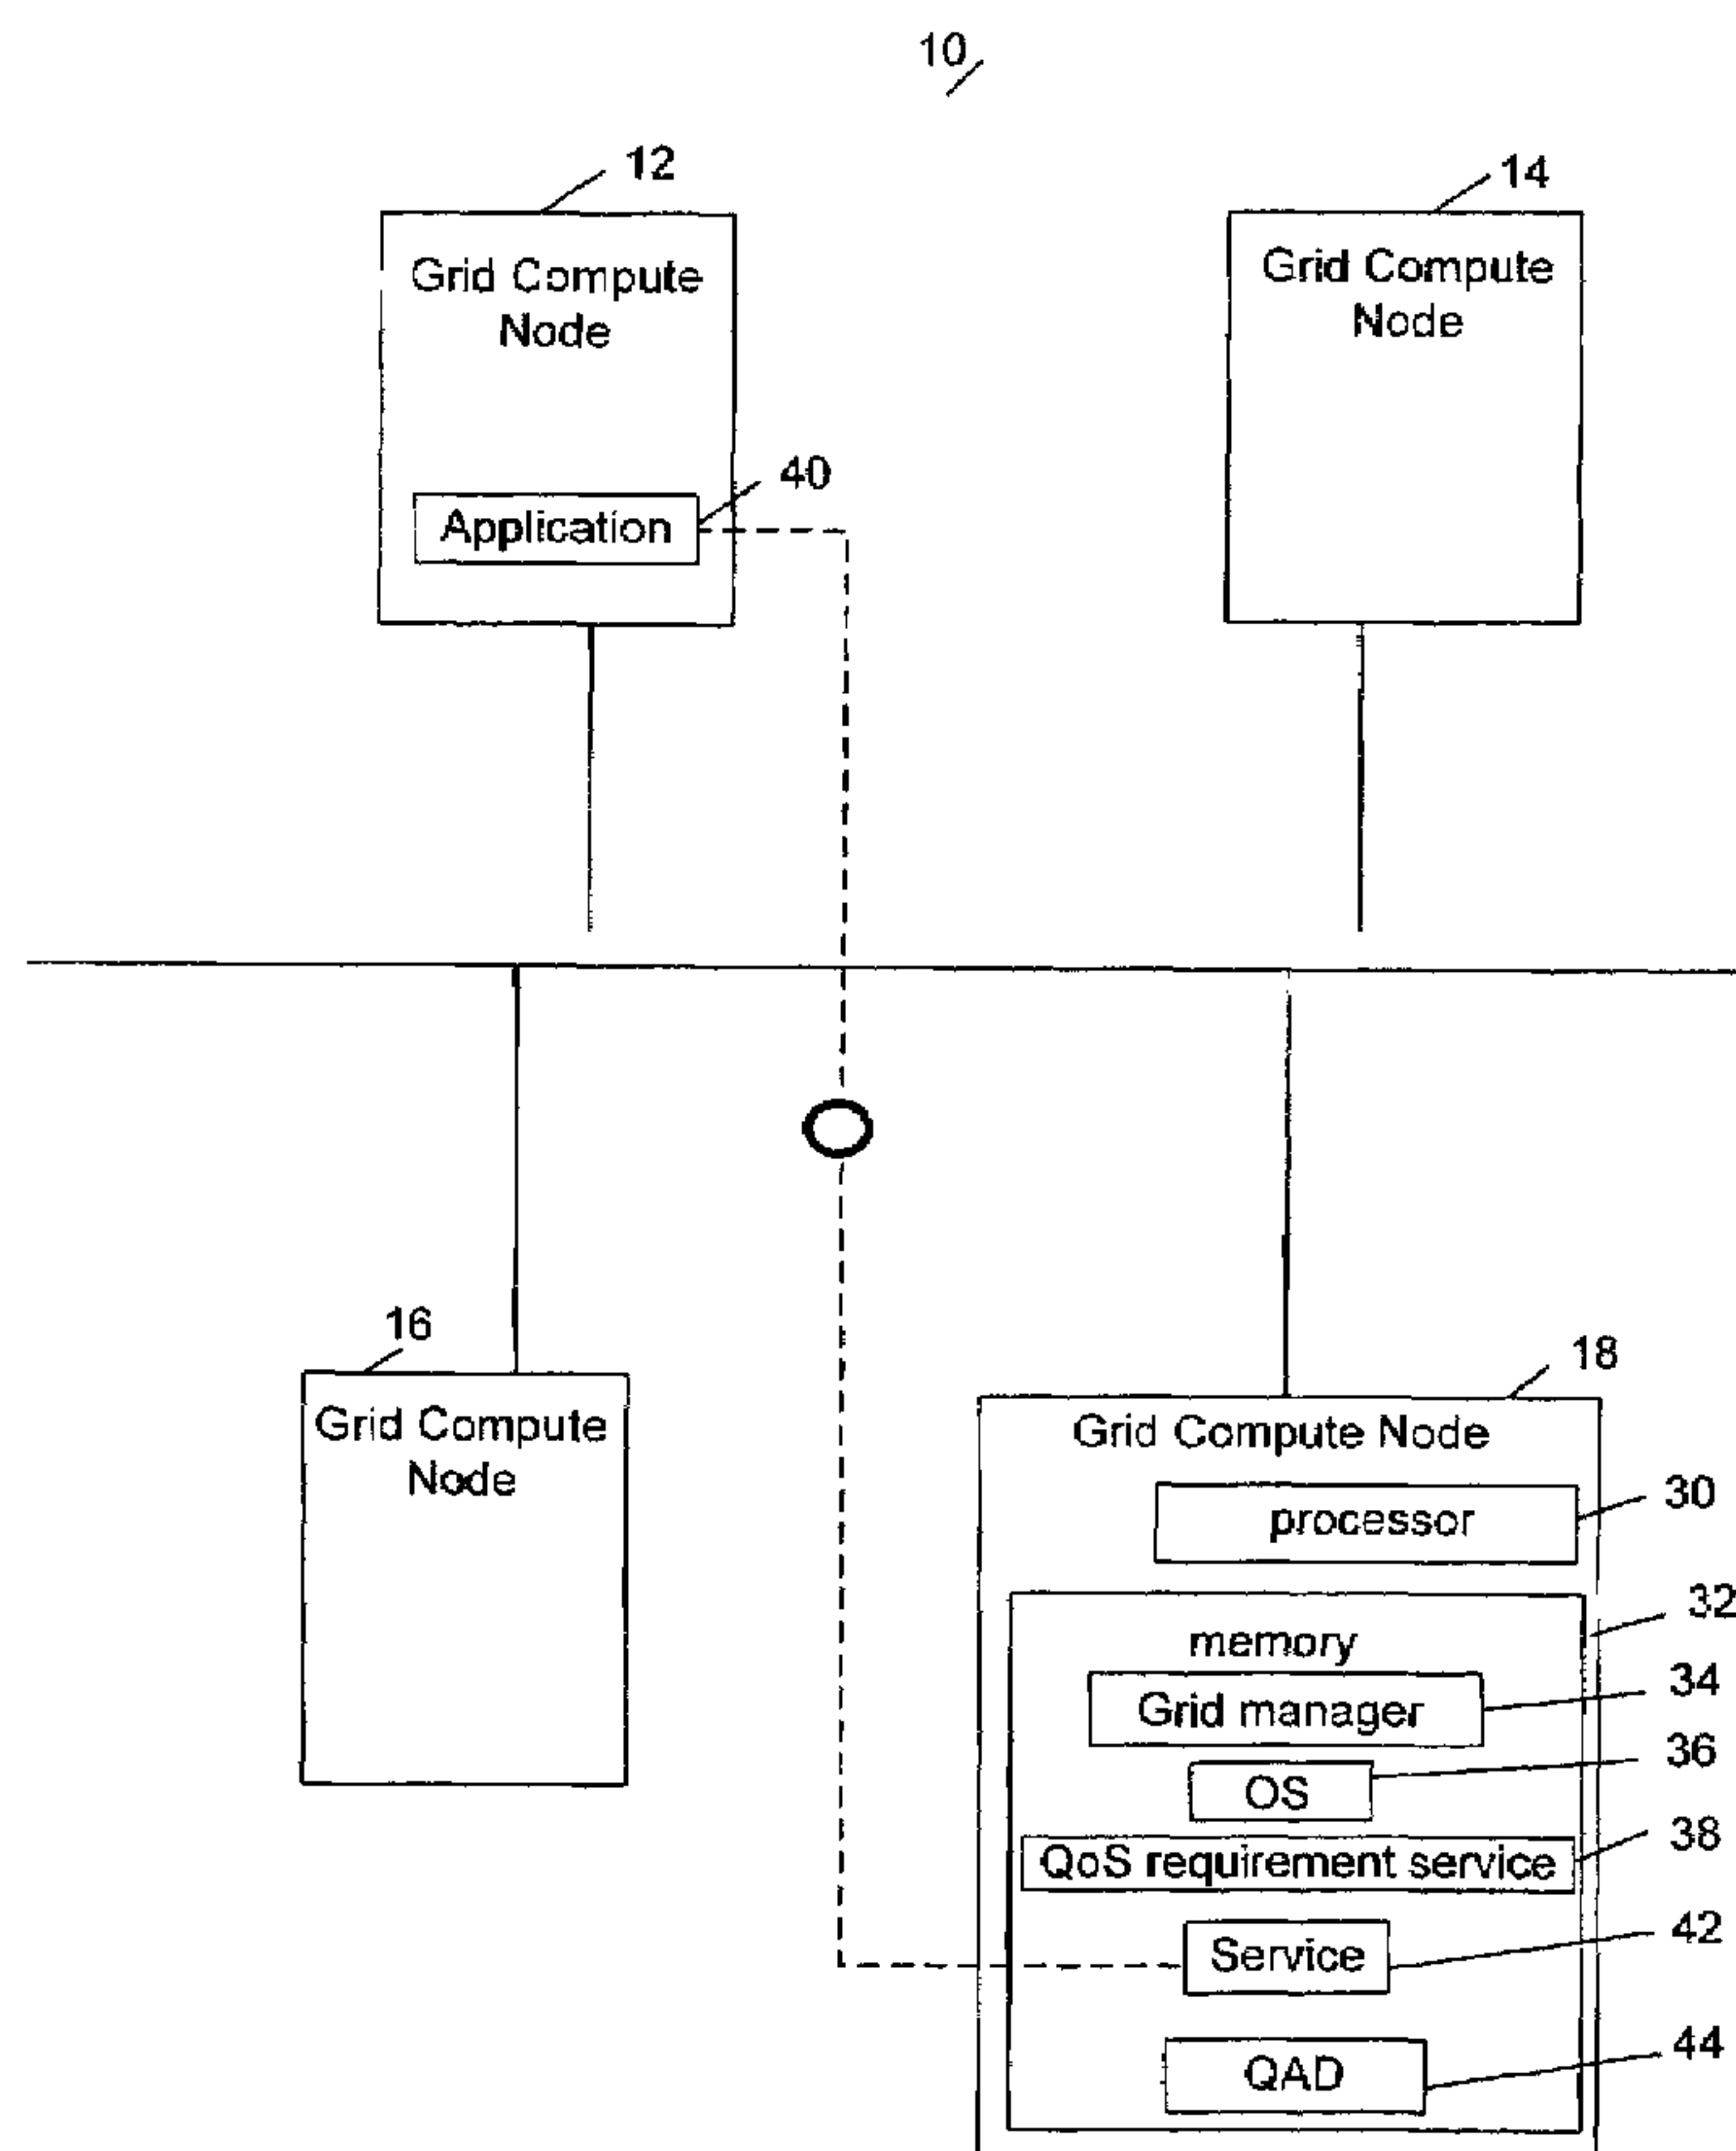 10
12
14
Grid Compute
Node
Grid Compute
Node
40
Application
16
18
Grid Compute
Node
Grid Compute Node
30
processor
32
memory
34
Grid manager
36
OS
38
QoS requirement service
42
Service
44
QAD